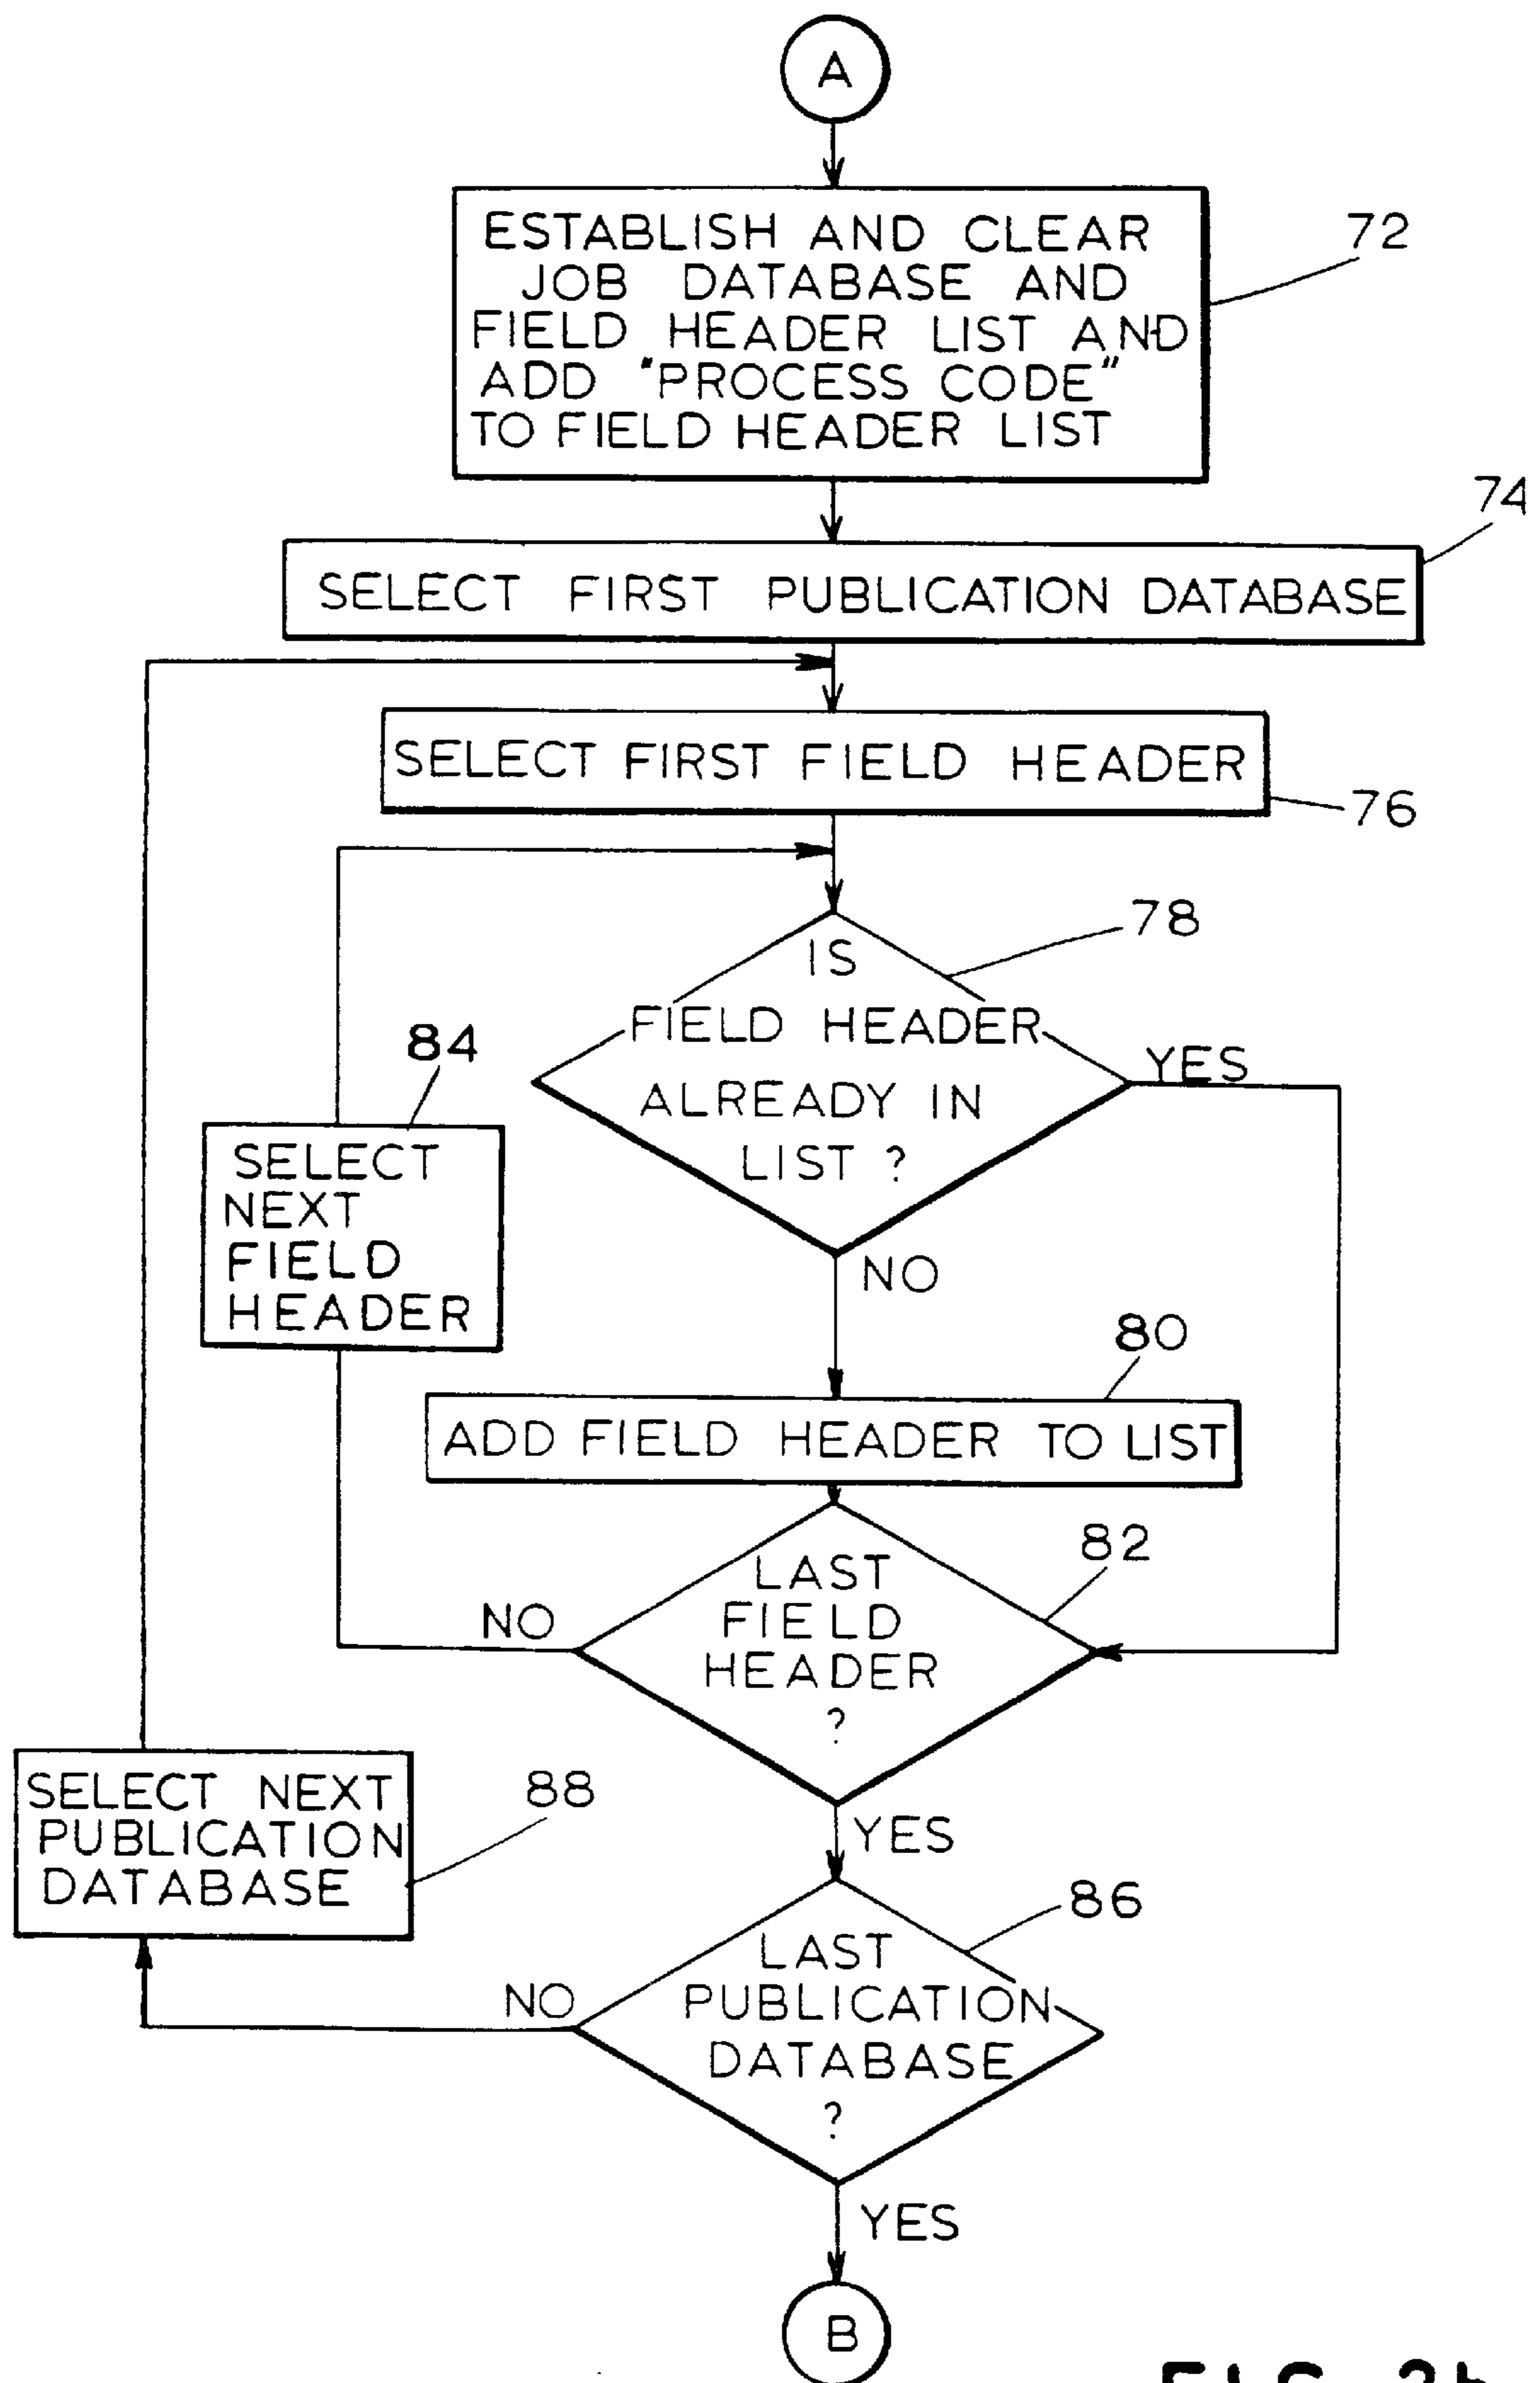 A
ESTABLISH AND CLEAR
JOB DATABASE AND
FIELD HEADER LIST AND
ADD "PROCESS CODE"
TO FIELD HEADER LIST
72
74
SELECT FIRST PUBLICATION DATABASE
SELECT FIRST FIELD HEADER
76
78
IS
FIELD HEADER
ALREADY IN
LIST ?
YES
NO
84
SELECT
NEXT
FIELD
HEADER
80
ADD FIELD HEADER TO LIST
82
LAST
FIELD
HEADER
?
NO
YES
88
SELECT NEXT
PUBLICATION
DATABASE
86
LAST
PUBLICATION
DATABASE
?
NO
YES
B